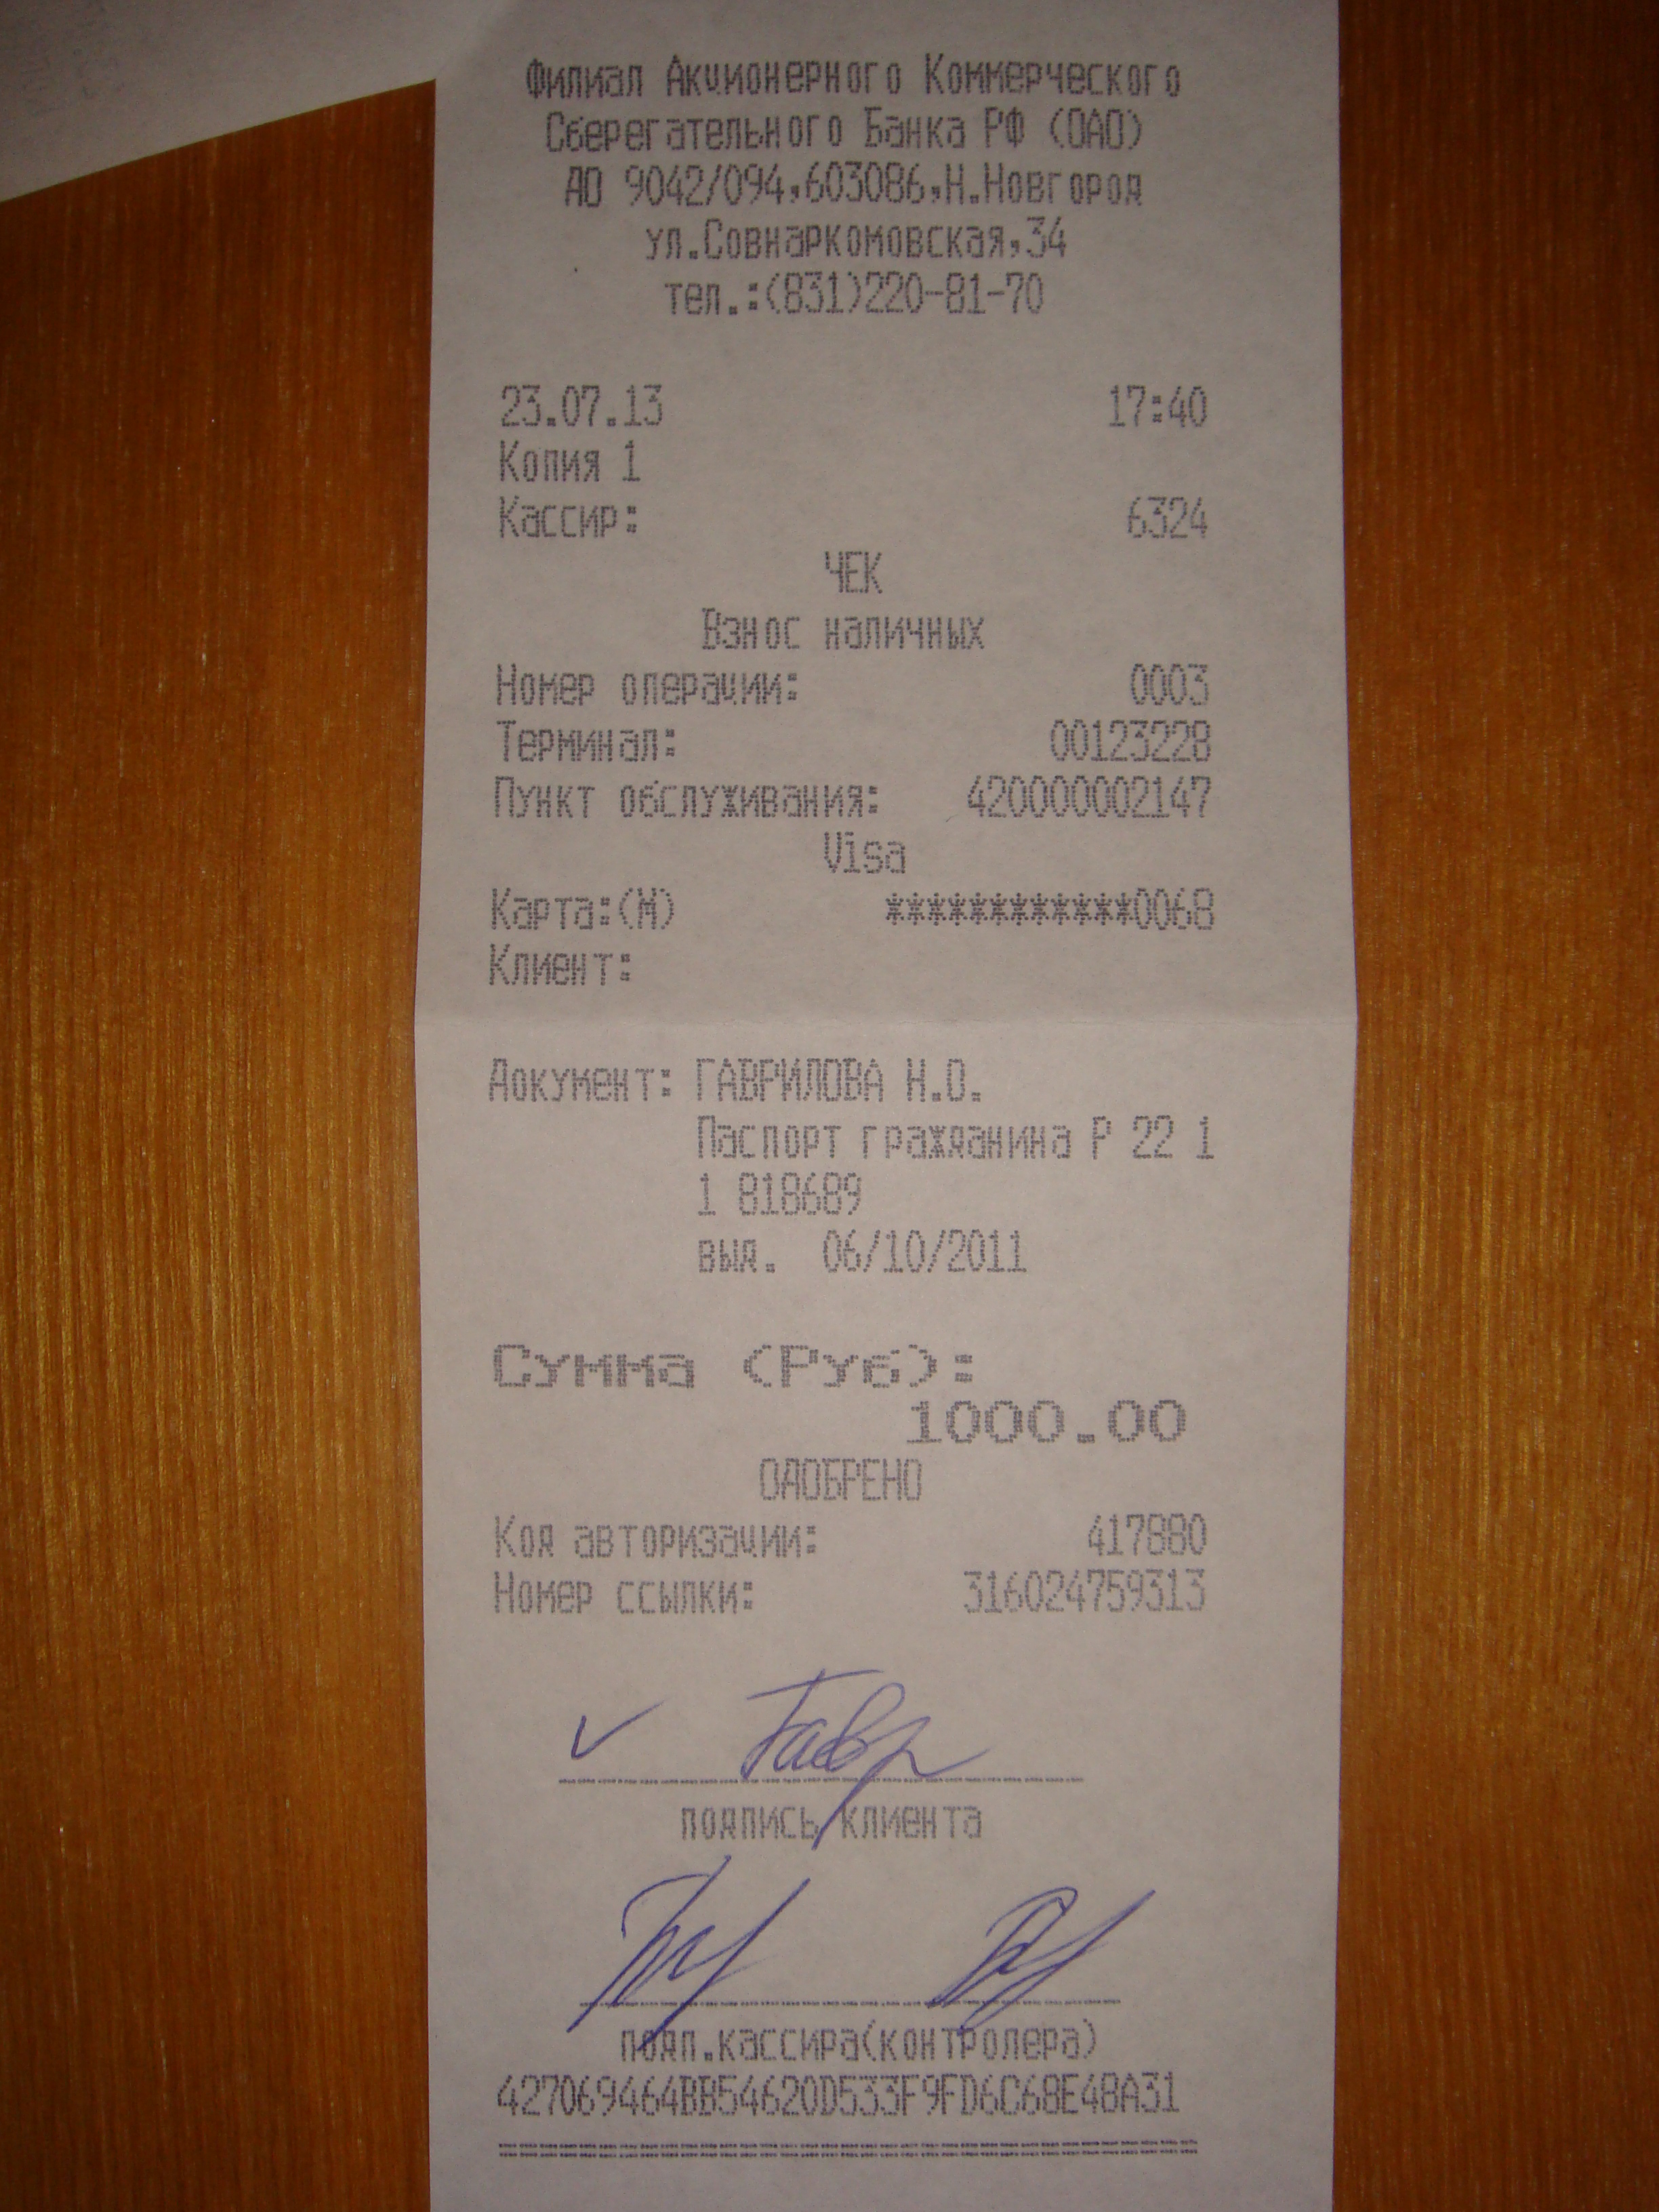 Филиал Акционерного Коммерческого
Сберегательного Банка РФ (ОАО)
АО 9042/094,603086,Н.Новгород
ул.Совнаркомовская,34
тел.:(831)220-81-70
23.07.13 17:40
Копия 1
Кассир: 6324
ЧЕК
Взнос наличных
Номер операции: 0003
Терминал: 00123228
Пункт обслуживания: 420000002147
Visa
Карта:(М) ************0068
Клиент:
Документ: ГАВРИЛОВА Н.О.
Паспорт гражданина Р 22 1
1 818689
выд. 06/10/2011
Сумма (Руб):
1000.00
ОДОБРЕНО
Код авторизации: 417880
Номер ссылки: 316024759313
Гавр
подпись клиента
подп.кассира(контролера)
427069464BB54620D533F9FD6C68E48A31